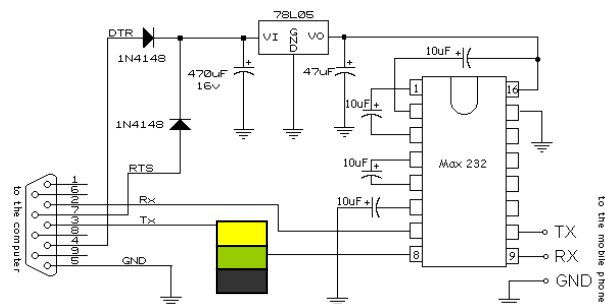 78L05
DTR
VI
GND
VO
1N4148
470uF
16v
47uF
10uF
1
16
10uF
1N4148
Max 232
10uF
RTS
10uF
to the computer
1
6
2
7
3
8
4
9
5
Rx
Tx
GND
8
9
TX
RX
GND
to the mobile phone